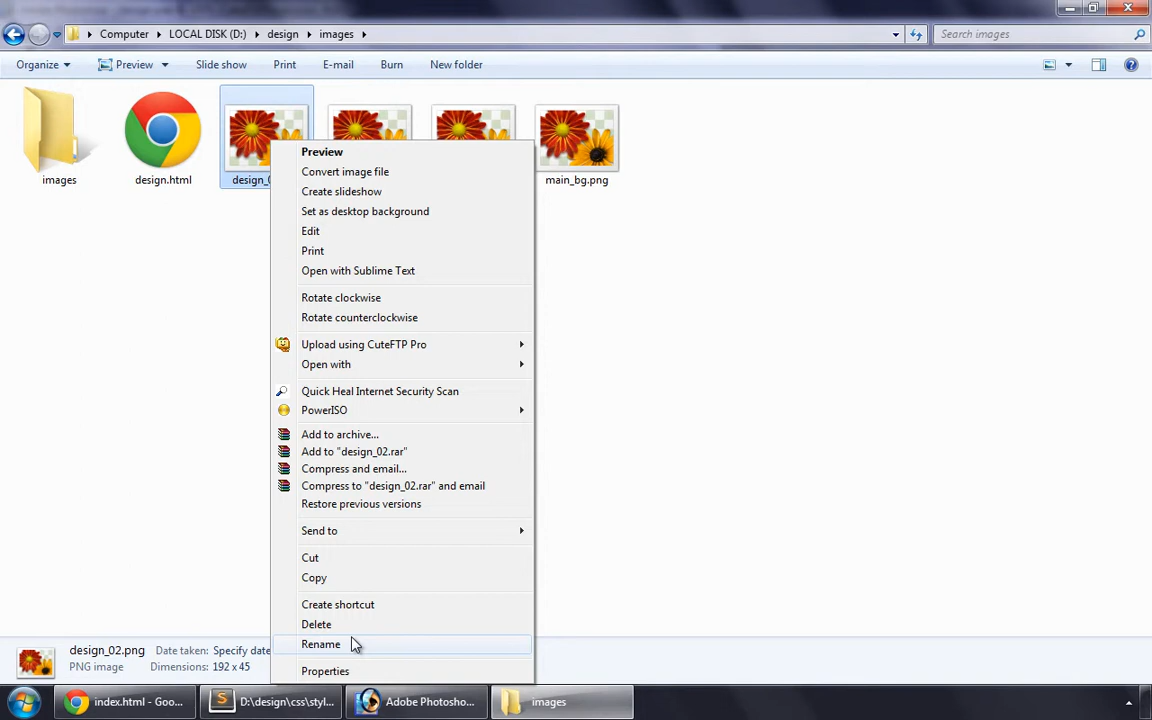 Computer LOCAL DISK (D:) design images Search images
Organize Preview Slide show Print E-mail Burn New folder
images design.html design_0 main_bg.png
Preview
Convert image file
Create slideshow
Set as desktop background
Edit
Print
Open with Sublime Text
Rotate clockwise
Rotate counterclockwise
Upload using CuteFTP Pro
Open with
Quick Heal Internet Security Scan
PowerISO
Add to archive...
Add to "design_02.rar"
Compress and email...
Compress to "design_02.rar" and email
Restore previous versions
Send to
Cut
Copy
Create shortcut
Delete
Rename
Properties
design_02.png Date taken: Specify date
PNG image Dimensions: 192 x 45
index.html - Goo... D:\design\css\styl... Adobe Photosho... images